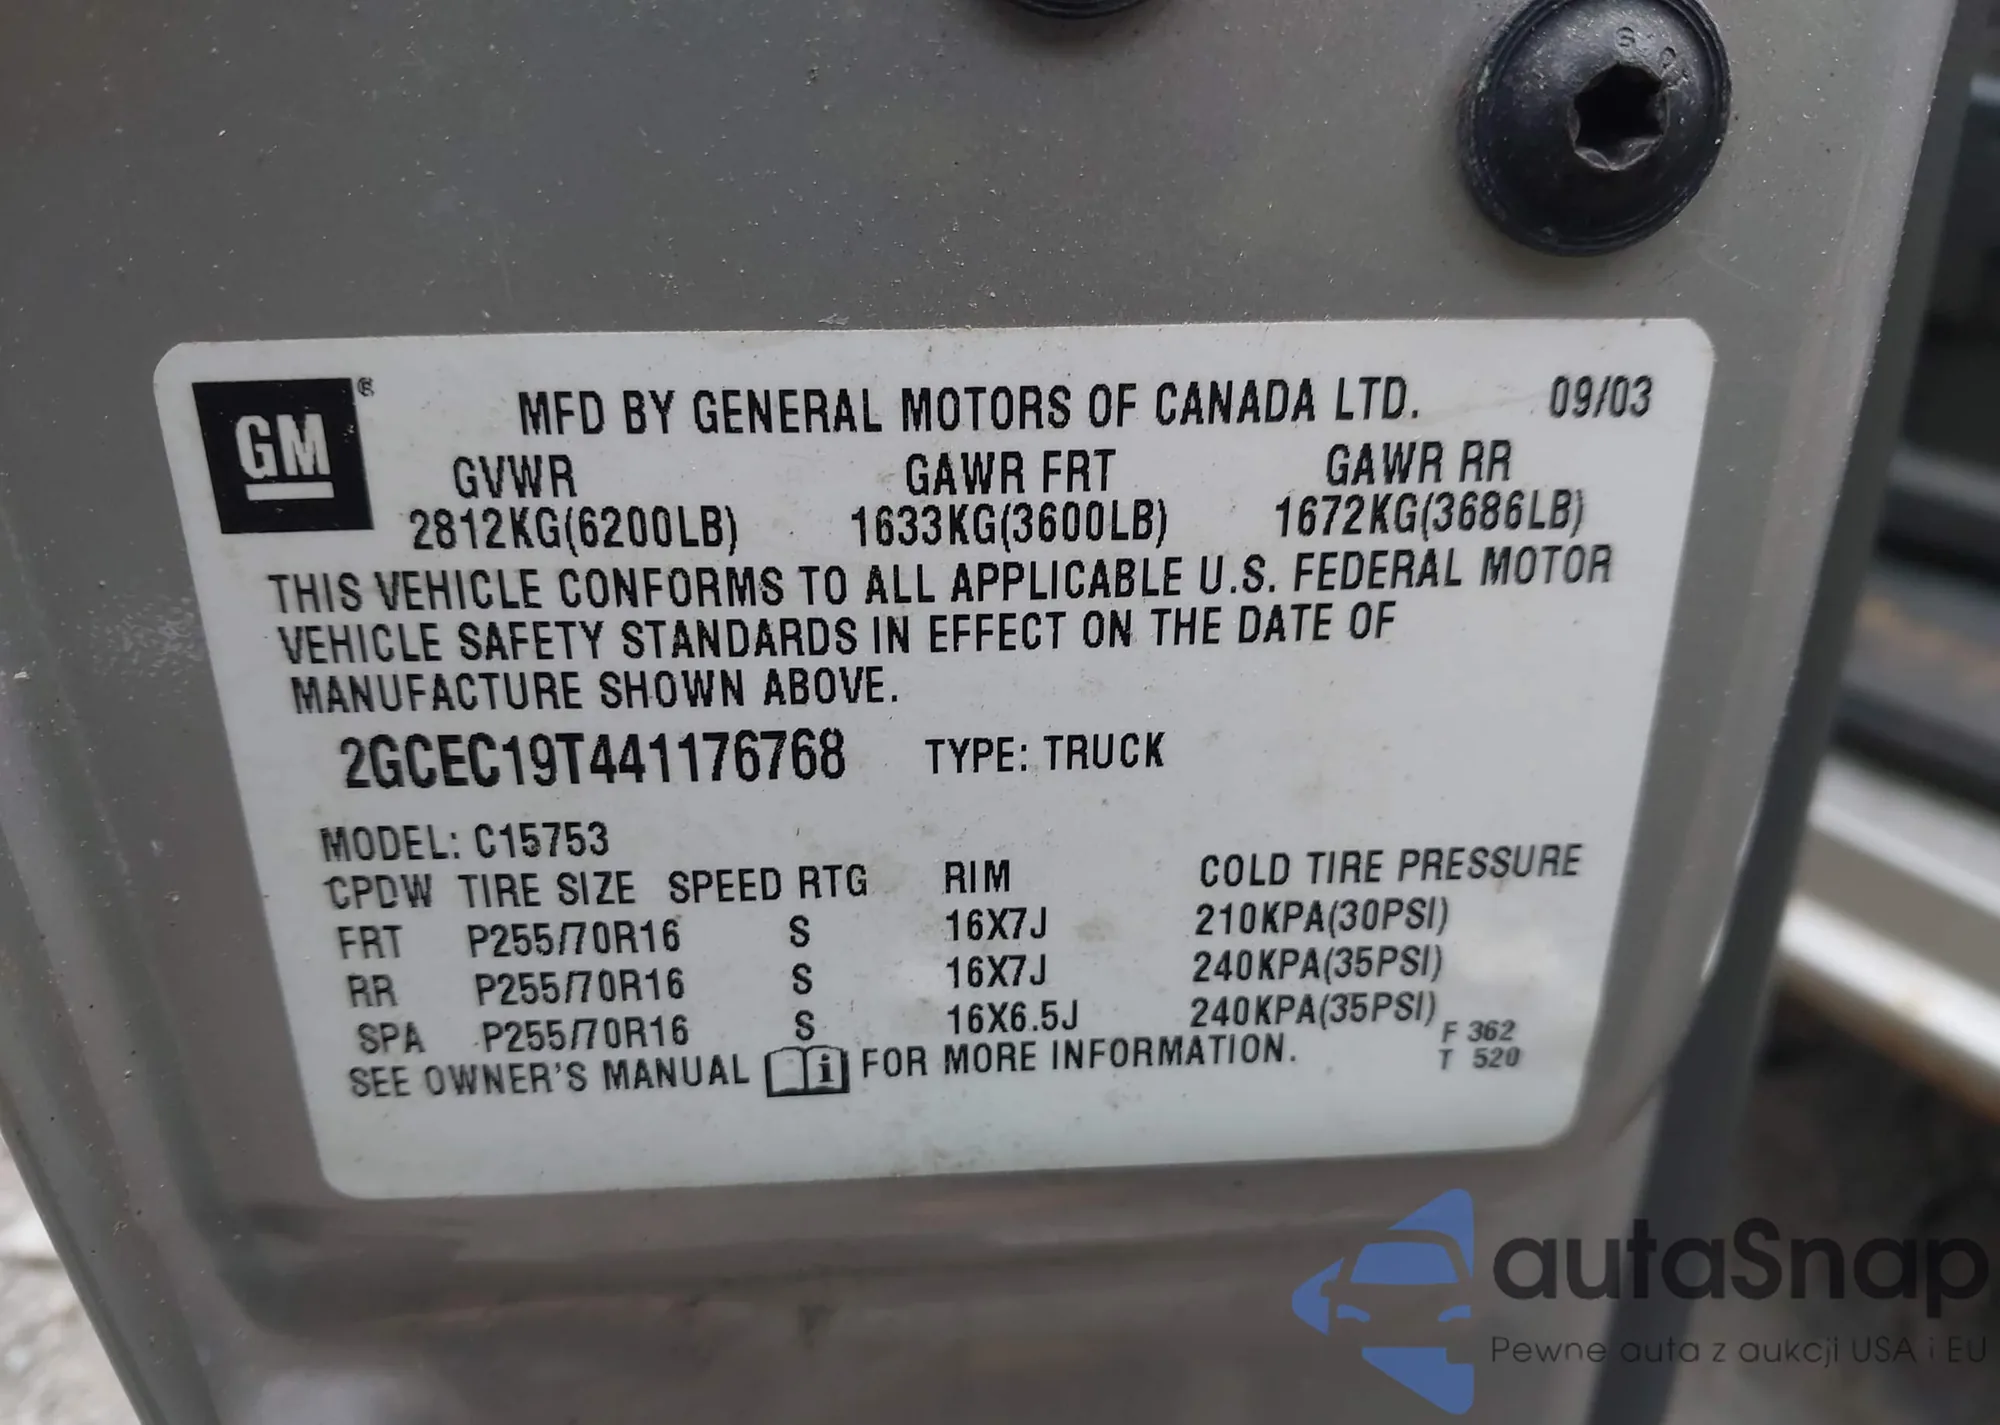 GM ®
MFD BY GENERAL MOTORS OF CANADA LTD. 09/03
GVWR GAWR FRT GAWR RR
2812KG(6200LB) 1633KG(3600LB) 1672KG(3686LB)
THIS VEHICLE CONFORMS TO ALL APPLICABLE U.S. FEDERAL MOTOR
VEHICLE SAFETY STANDARDS IN EFFECT ON THE DATE OF
MANUFACTURE SHOWN ABOVE.
2GCEC19T441176768 TYPE: TRUCK
MODEL: C15753
CPDW TIRE SIZE SPEED RTG RIM COLD TIRE PRESSURE
FRT P255/70R16 S 16X7J 210KPA(30PSI)
RR P255/70R16 S 16X7J 240KPA(35PSI)
SPA P255/70R16 S 16X6.5J 240KPA(35PSI)
F 362
T 520
SEE OWNER'S MANUAL i FOR MORE INFORMATION.
autaSnap
Pewne auta z aukcji USA i EU